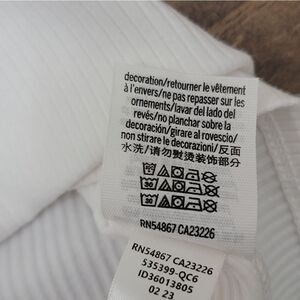 decoration/retourner le vêtement
à l'envers/ne pas repasser sur les
ornements/lavar del lado del
revés/no planchar sobre la
decoración/girare al rovescio/
non stirare le decorazioni/反面
水洗/请勿熨烫装饰部分
RN54867 CA23226
RN54867 CA23226
535399-QC6
ID36013805
02 23